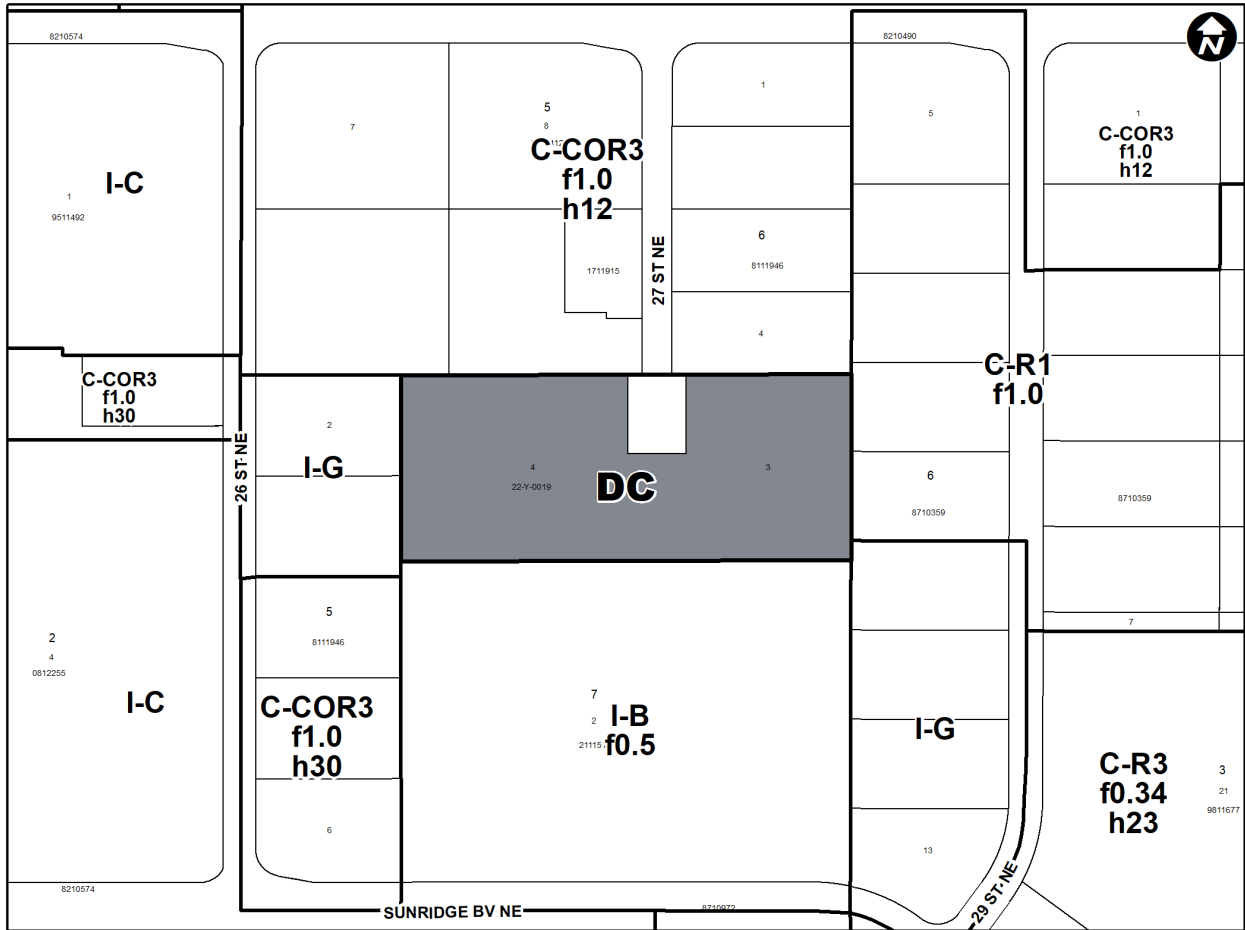 8210574
8210490
N
1
7
5
8
5
1
C-COR3
f1.0
h12
C-COR3
f1.0
h12
I-C
1
9511492
27 ST NE
6
8111946
1711915
4
C-R1
f1.0
C-COR3
f1.0
h30
26 ST NE
2
I-G
4
22-Y-0019
DC
3
6
8710359
8710359
5
8111946
7
2
4
0812255
I-C
C-COR3
f1.0
h30
7
2
21115
I-B
f0.5
I-G
C-R3
f0.34
h23
3
21
9811677
6
13
8210574
SUNRIDGE BV NE
8710972
29 ST NE